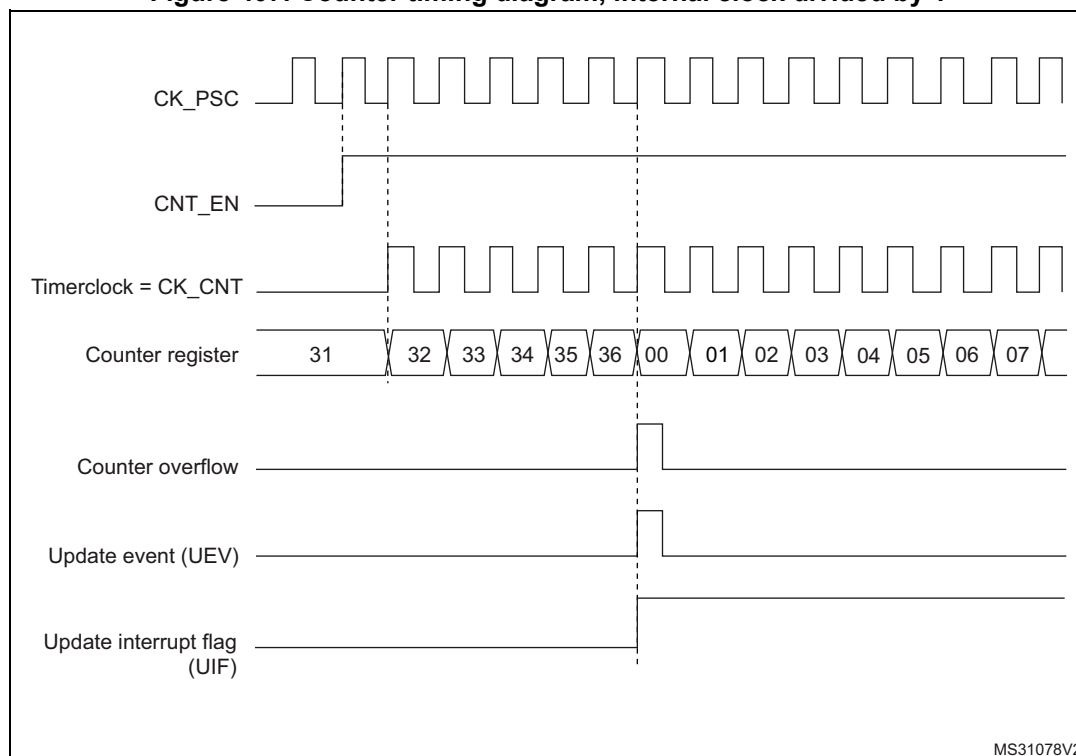 CK_PSC
CNT_EN
Timerclock = CK_CNT
Counter register 31 32 33 34 35 36 00 01 02 03 04 05 06 07
Counter overflow
Update event (UEV)
Update interrupt flag
(UIF)
MS31078V2